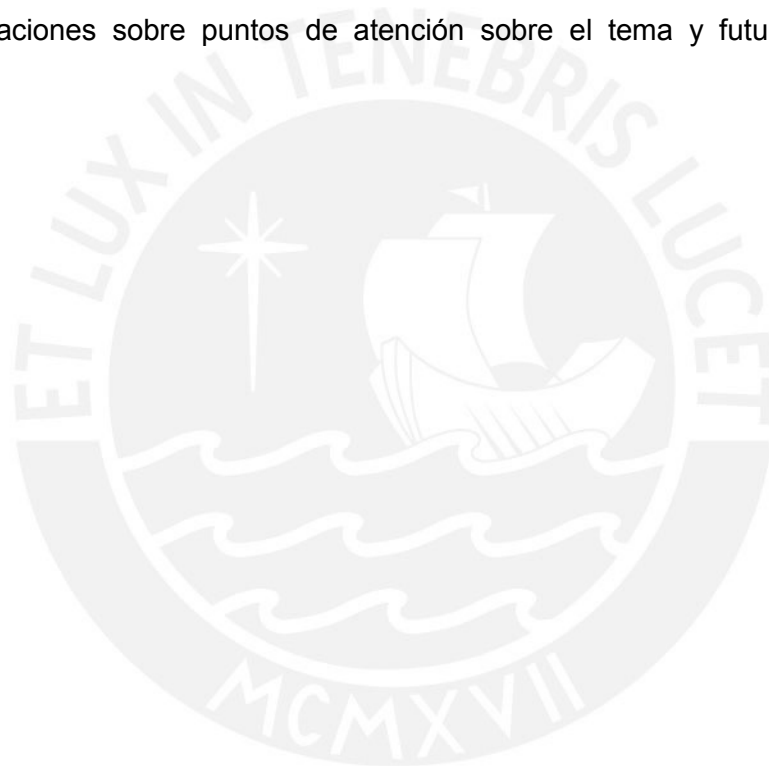 aciones sobre puntos de atención sobre el tema y futu
ET LUX IN TENEBRIS LUCET
MCMXVII